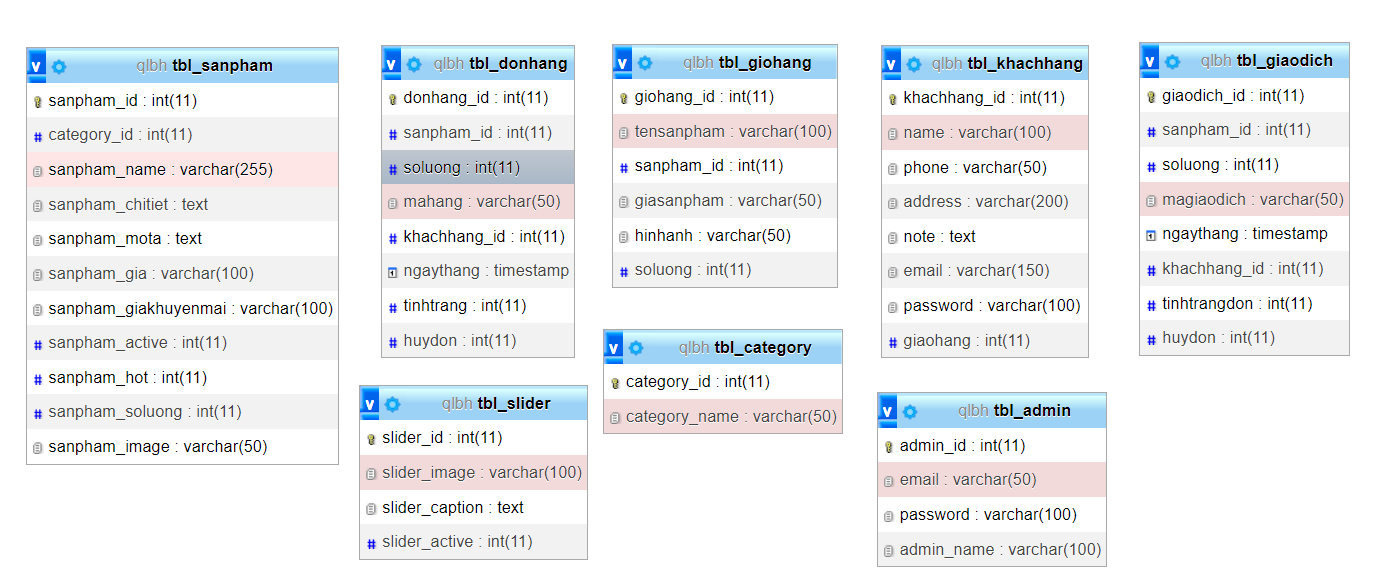 qlbh tbl_sanpham
sanpham_id : int(11)
category_id : int(11)
sanpham_name : varchar(255)
sanpham_chitiet : text
sanpham_mota : text
sanpham_gia : varchar(100)
sanpham_giakhuyenmai : varchar(100)
sanpham_active : int(11)
sanpham_hot : int(11)
sanpham_soluong : int(11)
sanpham_image : varchar(50)
qlbh tbl_donhang
donhang_id : int(11)
sanpham_id : int(11)
soluong : int(11)
mahang : varchar(50)
khachhang_id : int(11)
ngaythang : timestamp
tinhtrang : int(11)
huydon : int(11)
qlbh tbl_giohang
giohang_id : int(11)
tensanpham : varchar(100)
sanpham_id : int(11)
giasanpham : varchar(50)
hinhanh : varchar(50)
soluong : int(11)
qlbh tbl_khachhang
khachhang_id : int(11)
name : varchar(100)
phone : varchar(50)
address : varchar(200)
note : text
email : varchar(150)
password : varchar(100)
giaohang : int(11)
qlbh tbl_giaodich
giaodich_id : int(11)
sanpham_id : int(11)
soluong : int(11)
magiaodich : varchar(50)
ngaythang : timestamp
khachhang_id : int(11)
tinhtrangdon : int(11)
huydon : int(11)
qlbh tbl_slider
slider_id : int(11)
slider_image : varchar(100)
slider_caption : text
slider_active : int(11)
qlbh tbl_category
category_id : int(11)
category_name : varchar(50)
qlbh tbl_admin
admin_id : int(11)
email : varchar(50)
password : varchar(100)
admin_name : varchar(100)